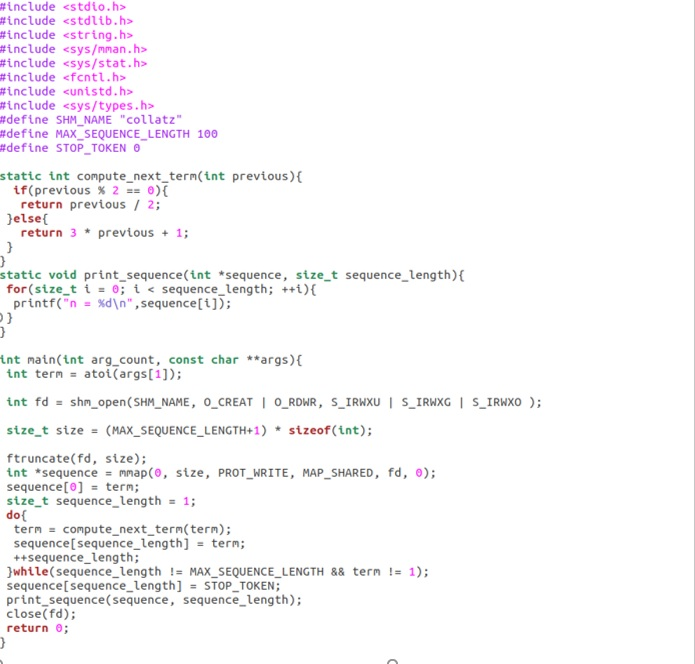 #include <stdio.h>
#include <stdlib.h>
#include <string.h>
#include <sys/mman.h>
#include <sys/stat.h>
#include <fcntl.h>
#include <unistd.h>
#include <sys/types.h>
#define SHM_NAME "collatz"
#define MAX_SEQUENCE_LENGTH 100
#define STOP_TOKEN 0

static int compute_next_term(int previous){
  if(previous % 2 == 0){
   return previous / 2;
 }else{
   return 3 * previous + 1;
 }
}
static void print_sequence(int *sequence, size_t sequence_length){
 for(size_t i = 0; i < sequence_length; ++i){
  printf("n = %d\n",sequence[i]);
 }
}

int main(int arg_count, const char **args){
 int term = atoi(args[1]);

 int fd = shm_open(SHM_NAME, O_CREAT | O_RDWR, S_IRWXU | S_IRWXG | S_IRWXO );

 size_t size = (MAX_SEQUENCE_LENGTH+1) * sizeof(int);

 ftruncate(fd, size);
 int *sequence = mmap(0, size, PROT_WRITE, MAP_SHARED, fd, 0);
 sequence[0] = term;
 size_t sequence_length = 1;
 do{
  term = compute_next_term(term);
  sequence[sequence_length] = term;
  ++sequence_length;
 }while(sequence_length != MAX_SEQUENCE_LENGTH && term != 1);
 sequence[sequence_length] = STOP_TOKEN;
 print_sequence(sequence, sequence_length);
 close(fd);
 return 0;
}